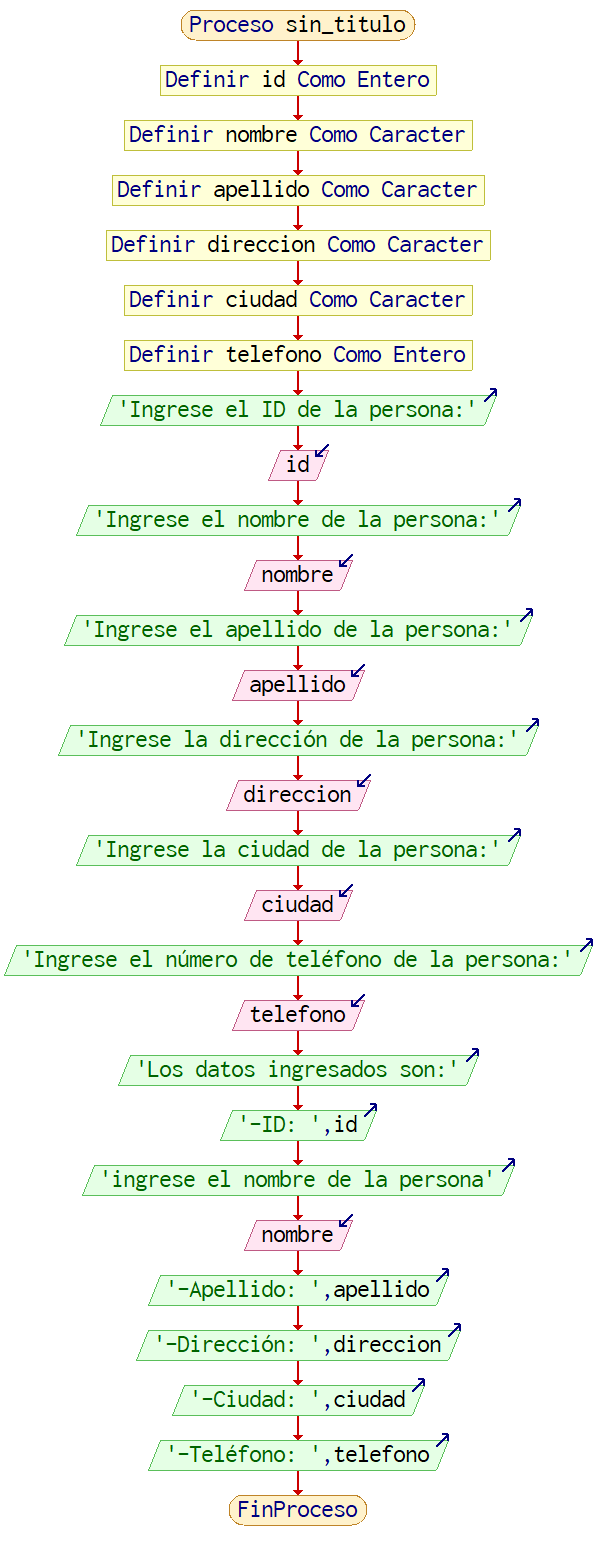 Proceso sin_titulo
Definir id Como Entero
Definir nombre Como Caracter
Definir apellido Como Caracter
Definir direccion Como Caracter
Definir ciudad Como Caracter
Definir telefono Como Entero
'Ingrese el ID de la persona:'
id
'Ingrese el nombre de la persona:'
nombre
'Ingrese el apellido de la persona:'
apellido
'Ingrese la dirección de la persona:'
direccion
'Ingrese la ciudad de la persona:'
ciudad
'Ingrese el número de teléfono de la persona:'
telefono
'Los datos ingresados son:'
'-ID: ',id
'ingrese el nombre de la persona'
nombre
'-Apellido: ',apellido
'-Dirección: ',direccion
'-Ciudad: ',ciudad
'-Teléfono: ',telefono
FinProceso